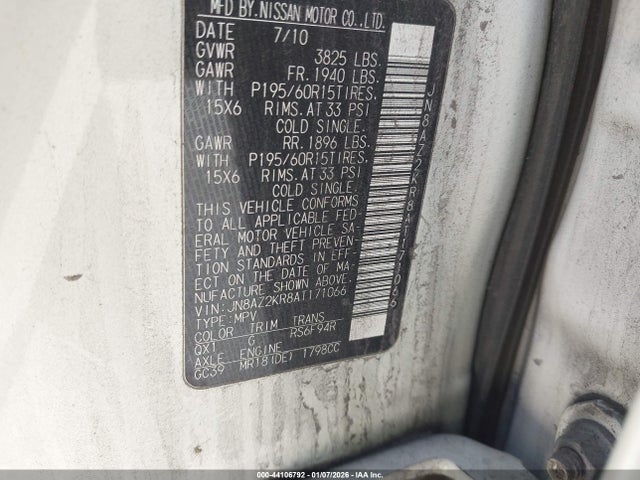 MFD BY. NISSAN MOTOR CO., LTD.
DATE 7/10
GVWR 3825 LBS.
GAWR FR. 1940 LBS.
WITH P195/60R15TIRES.
15X6 RIMS. AT 33 PSI
COLD SINGLE.
GAWR RR. 1896 LBS.
WITH P195/60R15TIRES.
15X6 RIMS. AT 33 PSI
COLD SINGLE.
THIS VEHICLE CONFORMS
TO ALL APPLICABLE FED-
ERAL MOTOR VEHICLE SA-
FETY AND THEFT PREVEN-
TION STANDARDS IN EFF-
ECT ON THE DATE OF MA-
NUFACTURE SHOWN ABOVE.
VIN: JN8AZ2KR8AT171066
TYPE: MPV
COLOR TRIM TRANS
QX1 G RS6F94R
AXLE ENGINE
GC39 MR18(DE) 1798CC
JN8AZ2KR8AT171066
000-44106792 - 01/07/2026 - IAA Inc.